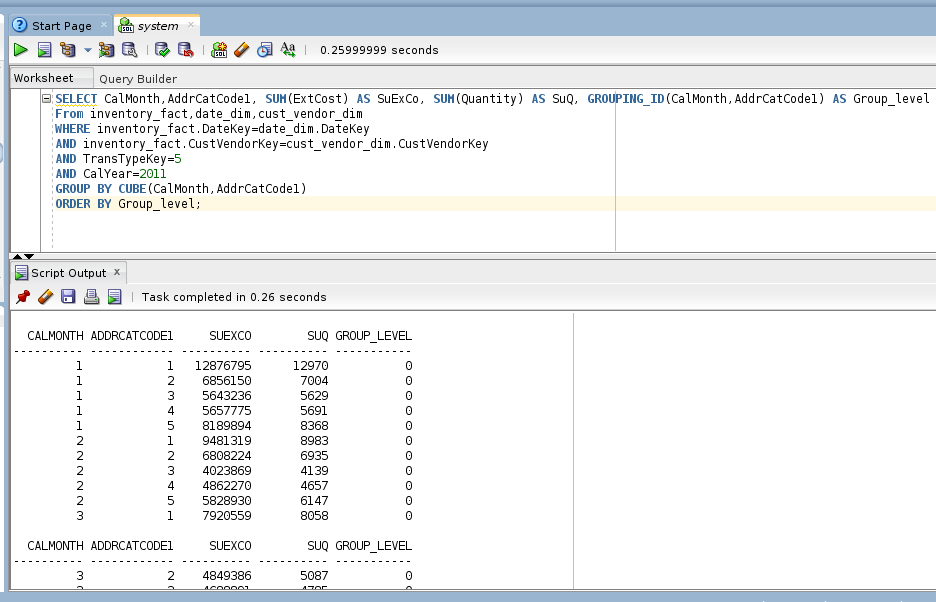 Start Page
system
0.25999999 seconds
Worksheet Query Builder
SELECT CalMonth,AddrCatCode1, SUM(ExtCost) AS SuExCo, SUM(Quantity) AS SuQ, GROUPING_ID(CalMonth,AddrCatCode1) AS Group_level
From inventory_fact,date_dim,cust_vendor_dim
WHERE inventory_fact.DateKey=date_dim.DateKey
AND inventory_fact.CustVendorKey=cust_vendor_dim.CustVendorKey
AND TransTypeKey=5
AND CalYear=2011
GROUP BY CUBE(CalMonth,AddrCatCode1)
ORDER BY Group_level;
Script Output x
Task completed in 0.26 seconds
CALMONTH ADDRCATCODE1 SUEXCO SUQ GROUP_LEVEL
---------- ------------ ---------- ---------- -----------
1 1 12876795 12970 0
1 2 6856150 7004 0
1 3 5643236 5629 0
1 4 5657775 5691 0
1 5 8189894 8368 0
2 1 9481319 8983 0
2 2 6808224 6935 0
2 3 4023869 4139 0
2 4 4862270 4657 0
2 5 5828930 6147 0
3 1 7920559 8058 0
CALMONTH ADDRCATCODE1 SUEXCO SUQ GROUP_LEVEL
---------- ------------ ---------- ---------- -----------
3 2 4849386 5087 0